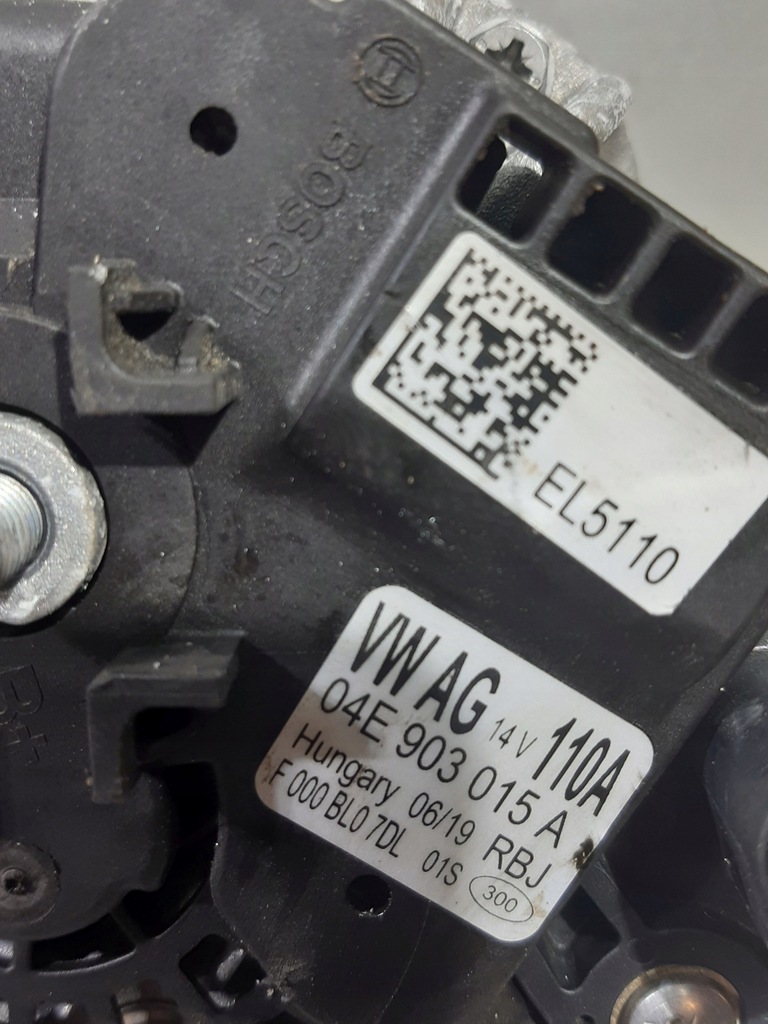 BOSCH
EL5110
VW AG 14V 110A
04E 903 015 A
Hungary 06/19 RBJ
F 000 BL0 7DL 01S 300
B+